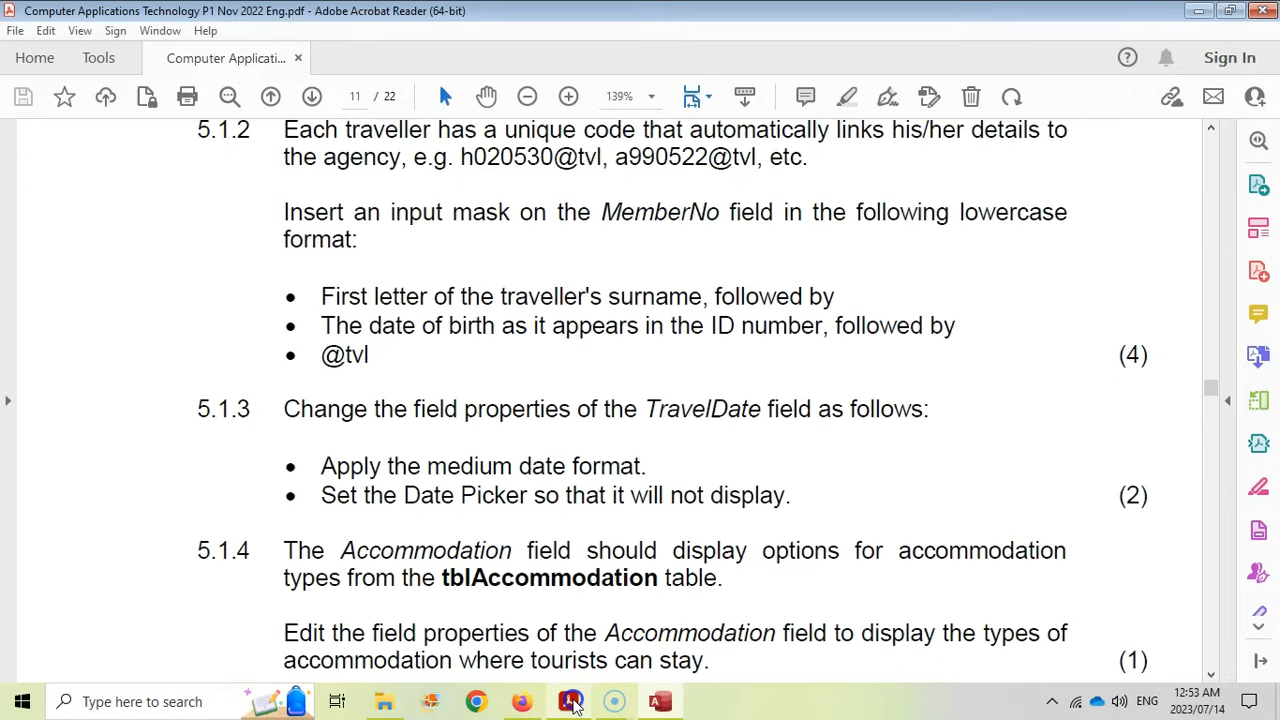 Computer Applications Technology P1 Nov 2022 Eng.pdf - Adobe Acrobat Reader (64-bit)
File Edit View Sign Window Help
Home Tools Computer Applicati... × Sign In
11 / 22 139%
5.1.2 Each traveller has a unique code that automatically links his/her details to
the agency, e.g. h020530@tvl, a990522@tvl, etc.
Insert an input mask on the MemberNo field in the following lowercase
format:
• First letter of the traveller's surname, followed by
• The date of birth as it appears in the ID number, followed by
• @tvl (4)
5.1.3 Change the field properties of the TravelDate field as follows:
• Apply the medium date format.
• Set the Date Picker so that it will not display. (2)
5.1.4 The Accommodation field should display options for accommodation
types from the tblAccommodation table.
Edit the field properties of the Accommodation field to display the types of
accommodation where tourists can stay. (1)
Type here to search ENG 12:53 AM
2023/07/14